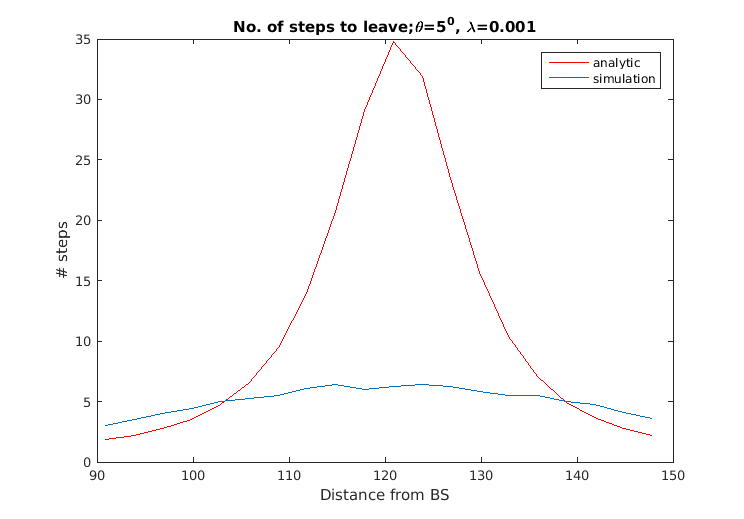 No. of steps to leave;θ=5⁰, λ=0.001
35
30
25
20
15
10
5
0
# steps
analytic
simulation
90 100 110 120 130 140 150
Distance from BS